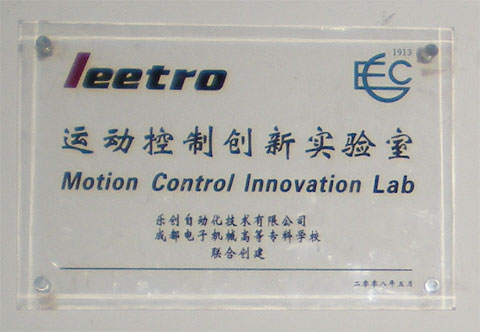 leetro
1913
EEC
运动控制创新实验室
Motion Control Innovation Lab
乐创自动化技术有限公司
成都电子机械高等专科学校
联合创建
二零零八年五月